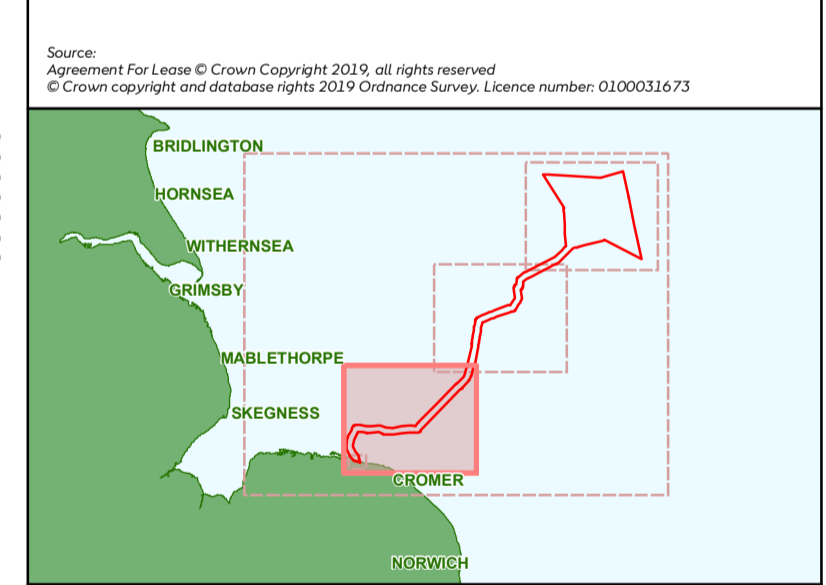 Source:
Agreement For Lease © Crown Copyright 2019, all rights reserved
© Crown copyright and database rights 2019 Ordnance Survey. Licence number: 0100031673
BRIDLINGTON
HORNSEA
WITHERNSEA
GRIMSBY
MABLETHORPE
SKEGNESS
CROMER
NORWICH